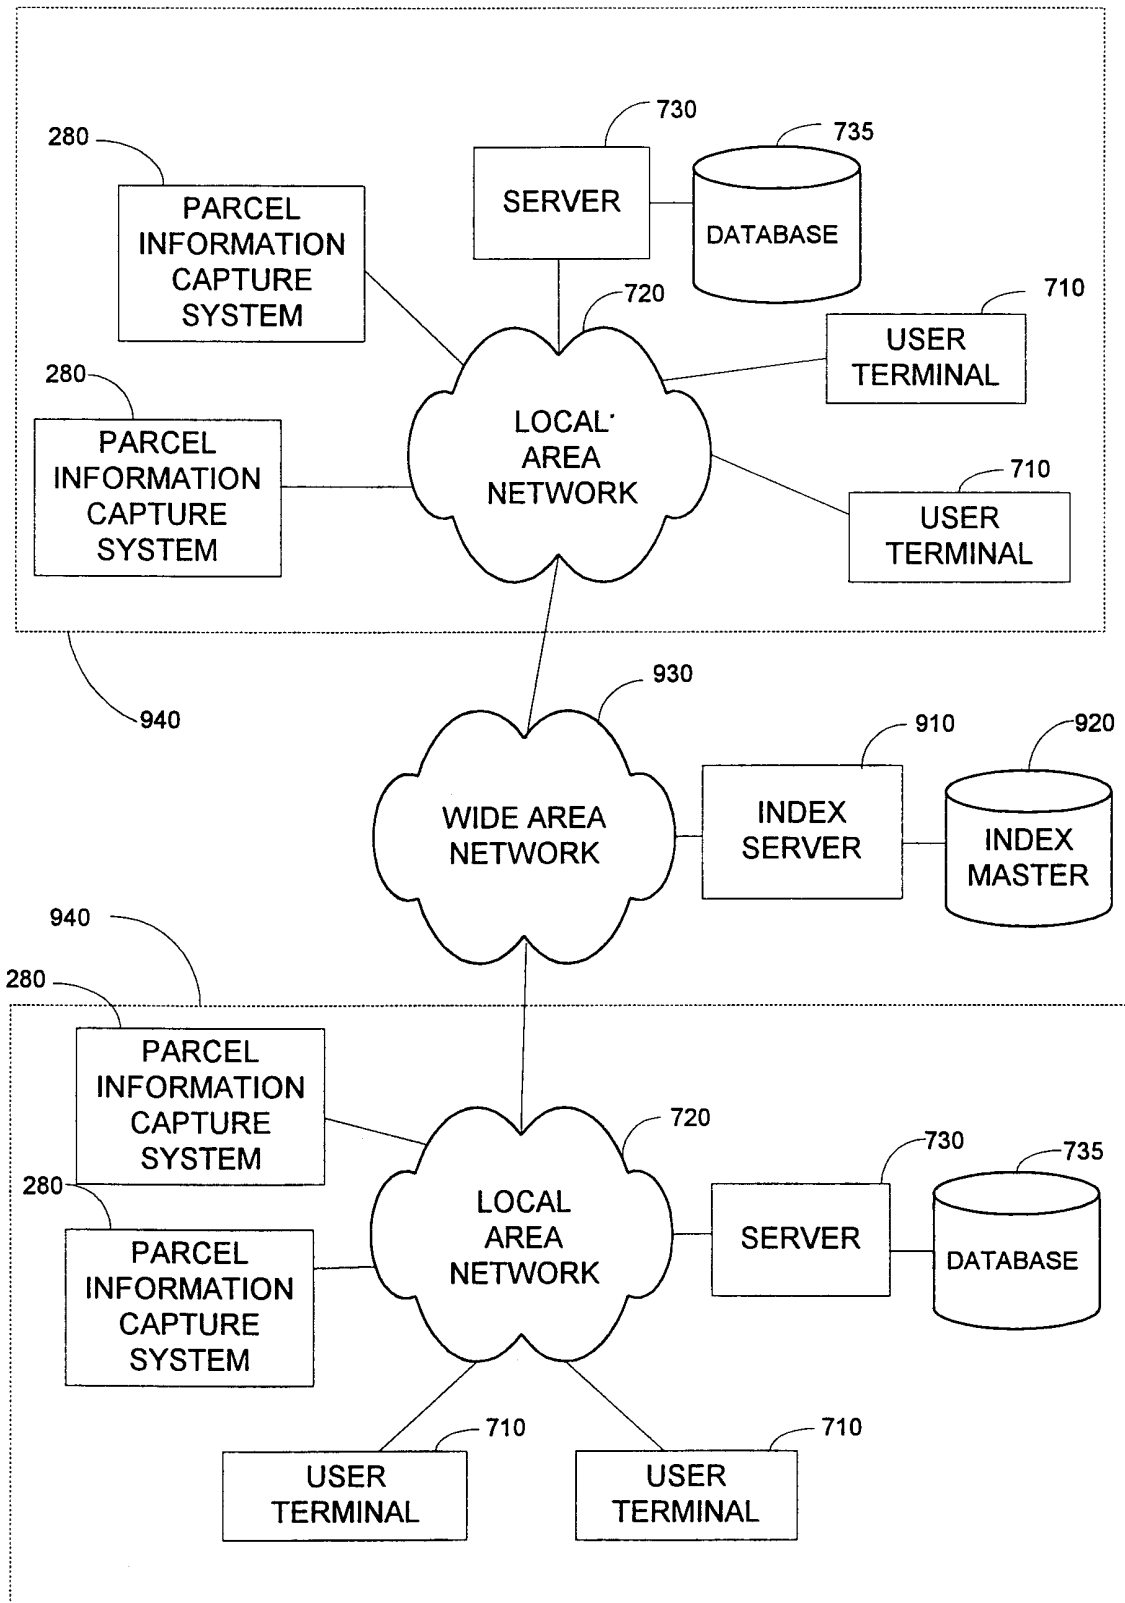 730
735
280
SERVER
DATABASE
PARCEL
INFORMATION
CAPTURE
SYSTEM
720
710
USER
TERMINAL
280
PARCEL
INFORMATION
CAPTURE
SYSTEM
LOCAL
AREA
NETWORK
710
USER
TERMINAL
940
930
910
920
WIDE AREA
NETWORK
INDEX
SERVER
INDEX
MASTER
940
280
PARCEL
INFORMATION
CAPTURE
SYSTEM
720
730
735
280
PARCEL
INFORMATION
CAPTURE
SYSTEM
LOCAL
AREA
NETWORK
SERVER
DATABASE
710
USER
TERMINAL
710
USER
TERMINAL